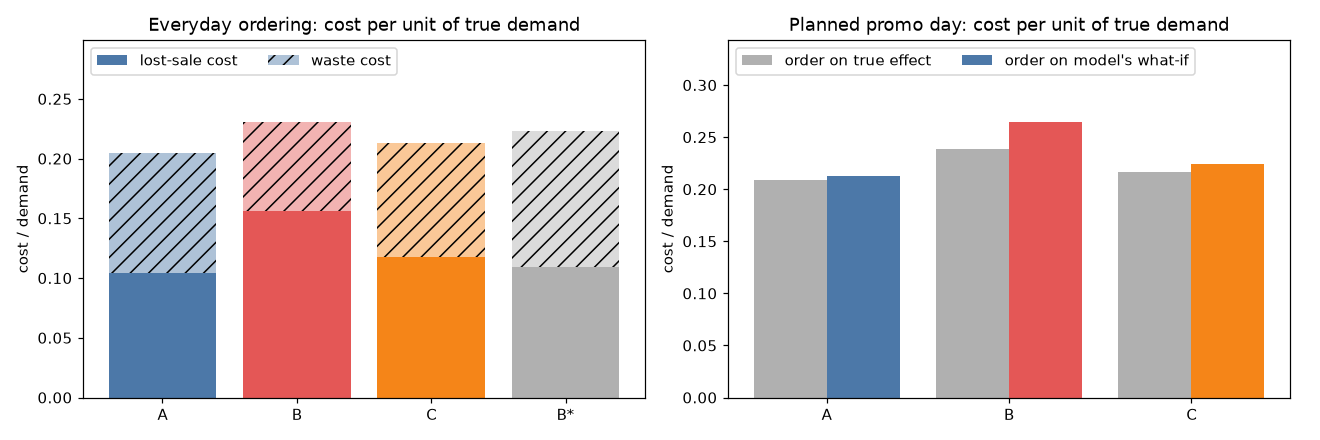 Everyday ordering: cost per unit of true demand
lost-sale cost
waste cost
cost / demand
0.25
0.20
0.15
0.10
0.05
0.00
A
B
C
B*
Planned promo day: cost per unit of true demand
order on true effect
order on model's what-if
cost / demand
0.30
0.25
0.20
0.15
0.10
0.05
0.00
A
B
C